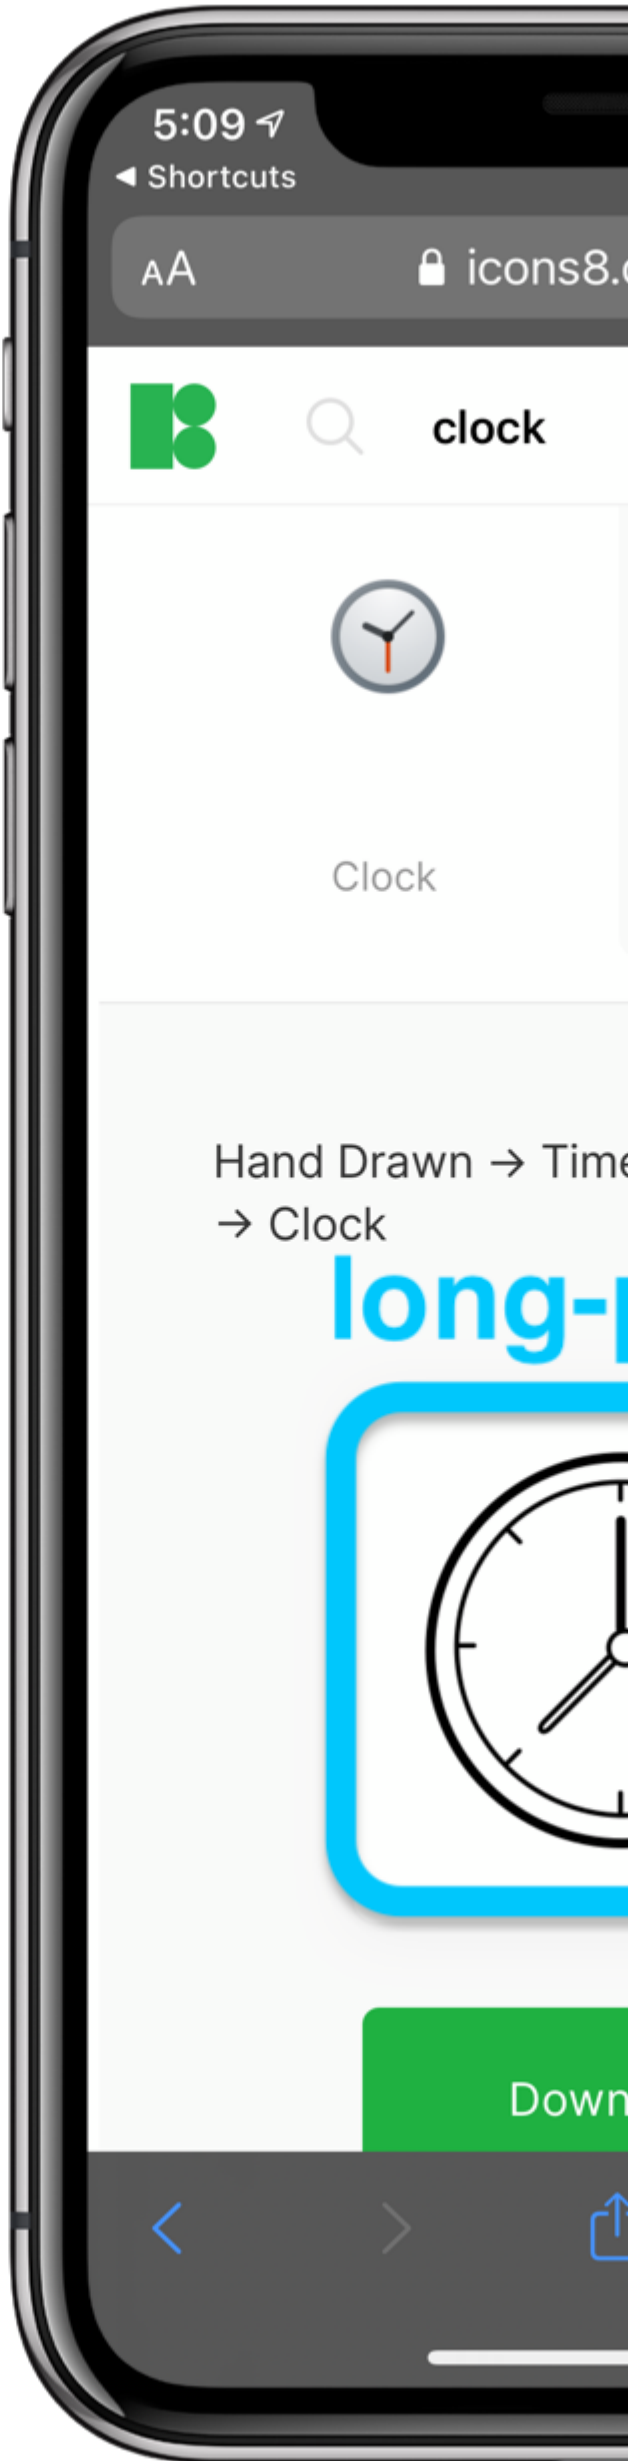 5:09
◀ Shortcuts
AA
icons8.
clock
Clock
Hand Drawn → Time
→ Clock
long-
Down